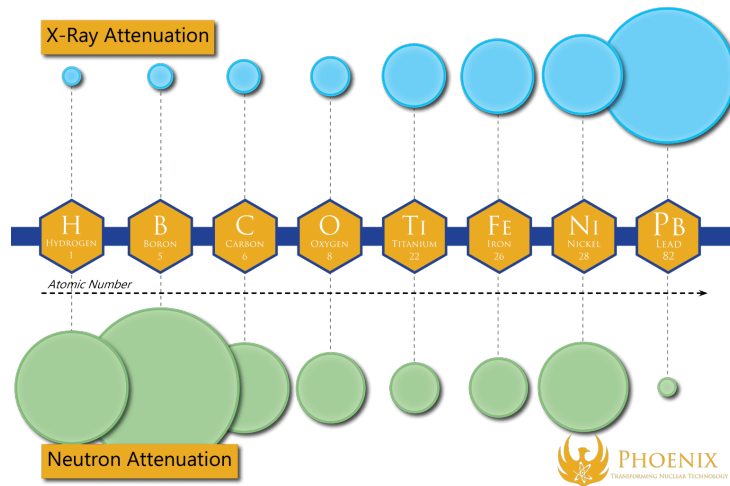 X-Ray Attenuation
H
HYDROGEN
1
B
BORON
5
C
CARBON
6
O
OXYGEN
8
TI
TITANIUM
22
FE
IRON
26
NI
NICKEL
28
PB
LEAD
82
Atomic Number
Neutron Attenuation
PHOENIX
TRANSFORMING NUCLEAR TECHNOLOGY